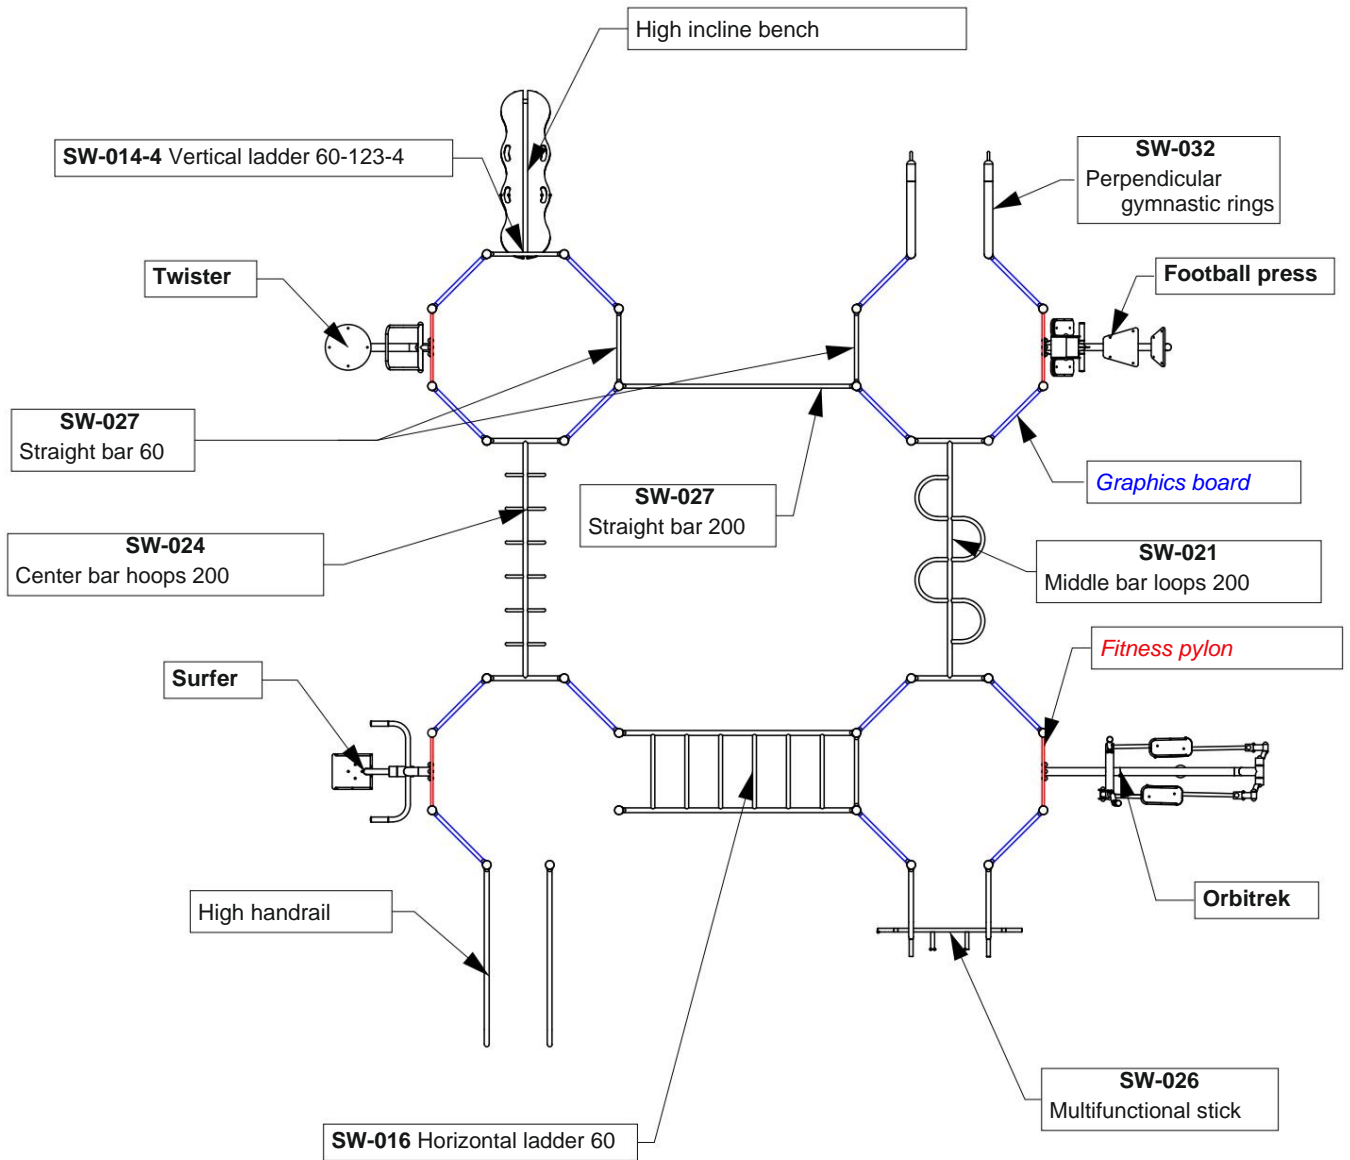 High incline bench
SW-014-4 Vertical ladder 60-123-4
SW-032
Perpendicular
gymnastic rings
Twister
Football press
SW-027
Straight bar 60
Graphics board
SW-027
Straight bar 200
SW-024
Center bar hoops 200
SW-021
Middle bar loops 200
Fitness pylon
Surfer
Orbitrek
High handrail
SW-026
Multifunctional stick
SW-016 Horizontal ladder 60